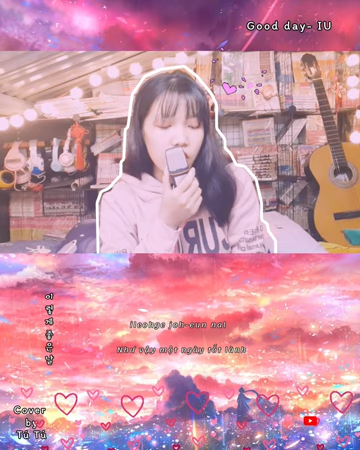 Good day- IU
이렇게좋은날
ileohge joh-eun nal
Như vậy một ngày tốt lành
Cover
by
Tú Tú